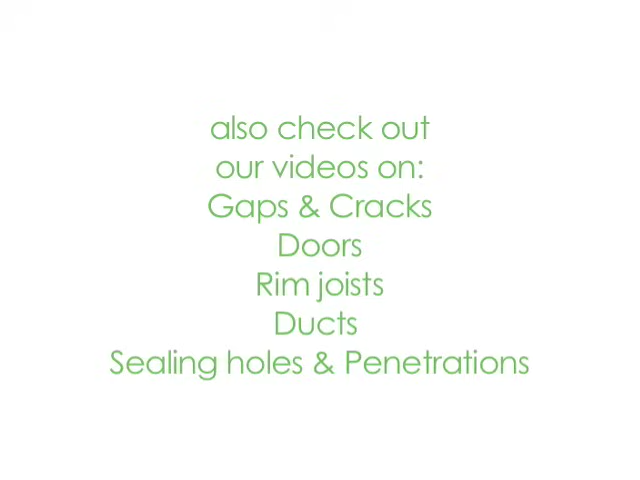 also check out
our videos on:
Gaps & Cracks
Doors
Rim joists
Ducts
Sealing holes & Penetrations